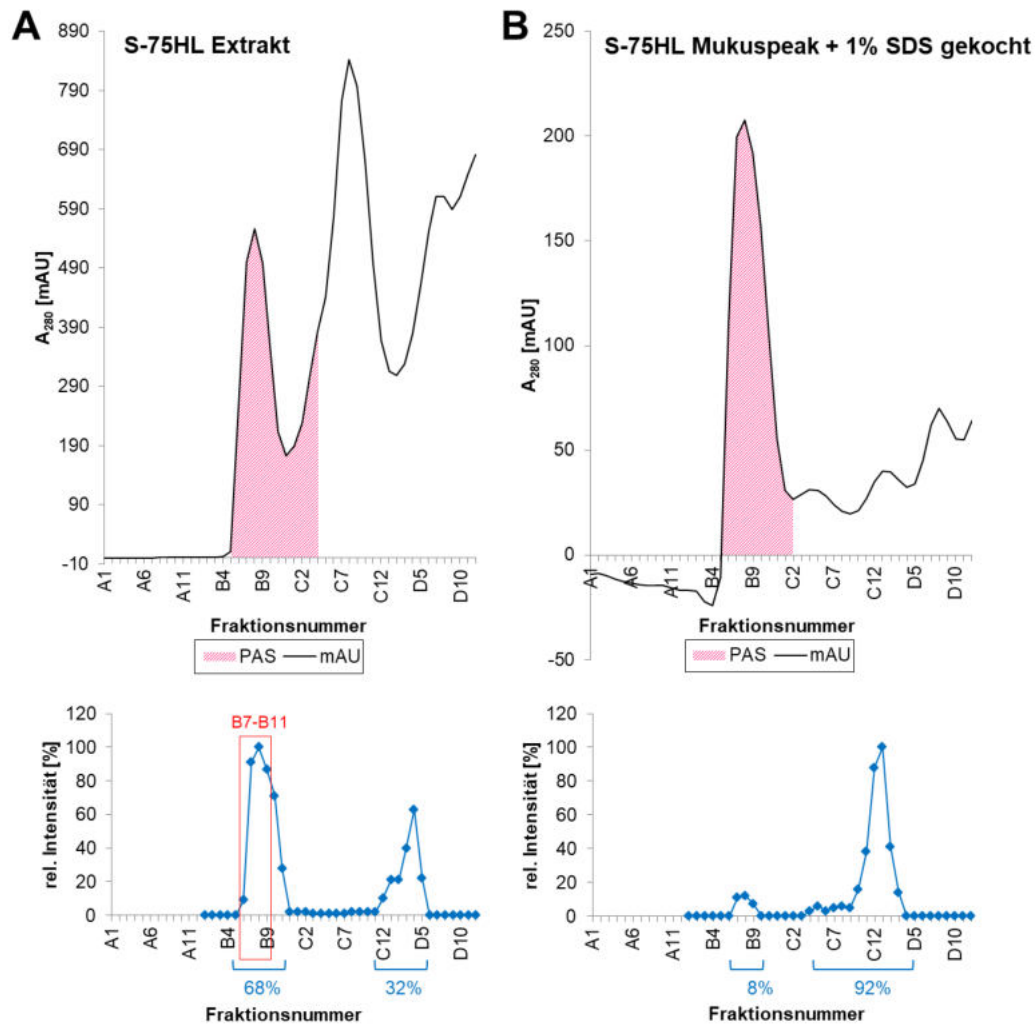 A
S-75HL Extrakt
890
790
690
590
490
390
290
190
90
-10
A₂₈₀ [mAU]
A1 A6 A11 B4 B9 C2 C7 C12 D5 D10
Fraktionsnummer
PAS mAU
B
S-75HL Mukuspeak + 1% SDS gekocht
250
200
150
100
50
0
-50
A₂₈₀ [mAU]
A1 A6 A11 B4 B9 C2 C7 C12 D5 D10
Fraktionsnummer
PAS mAU
120
100
80
60
40
20
0
rel. Intensität [%]
B7-B11
A1 A6 A11 B4 B9 C2 C7 C12 D5 D10
68% 32%
Fraktionsnummer
120
100
80
60
40
20
0
rel. Intensität [%]
A1 A6 A11 B4 B9 C2 C7 C12 D5 D10
8% 92%
Fraktionsnummer